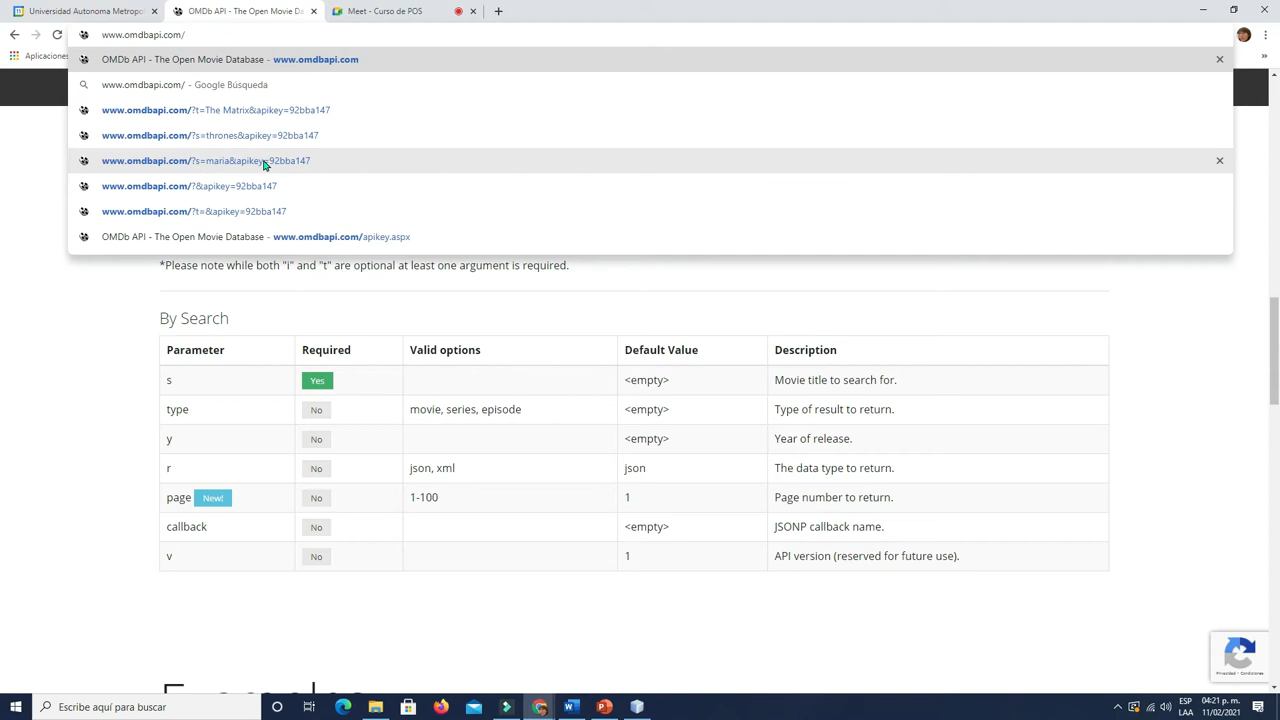 Universidad Autonoma Metropol
OMDb API - The Open Movie Da
Meet - Curso de POS
www.omdbapi.com/
Aplicaciones
OMDb API - The Open Movie Database - www.omdbapi.com
www.omdbapi.com/ - Google Búsqueda
www.omdbapi.com/?t=The Matrix&apikey=92bba147
www.omdbapi.com/?s=thrones&apikey=92bba147
www.omdbapi.com/?s=maria&apikey=92bba147
www.omdbapi.com/?&apikey=92bba147
www.omdbapi.com/?t=&apikey=92bba147
OMDb API - The Open Movie Database - www.omdbapi.com/apikey.aspx
*Please note while both "i" and "t" are optional at least one argument is required.
By Search
Parameter Required Valid options Default Value Description
s Yes <empty> Movie title to search for.
type No movie, series, episode <empty> Type of result to return.
y No <empty> Year of release.
r No json, xml json The data type to return.
page New! No 1-100 1 Page number to return.
callback No <empty> JSONP callback name.
v No 1 API version (reserved for future use).
Privacidad - Condiciones
Escribe aquí para buscar
ESP
LAA
04:21 p. m.
11/02/2021